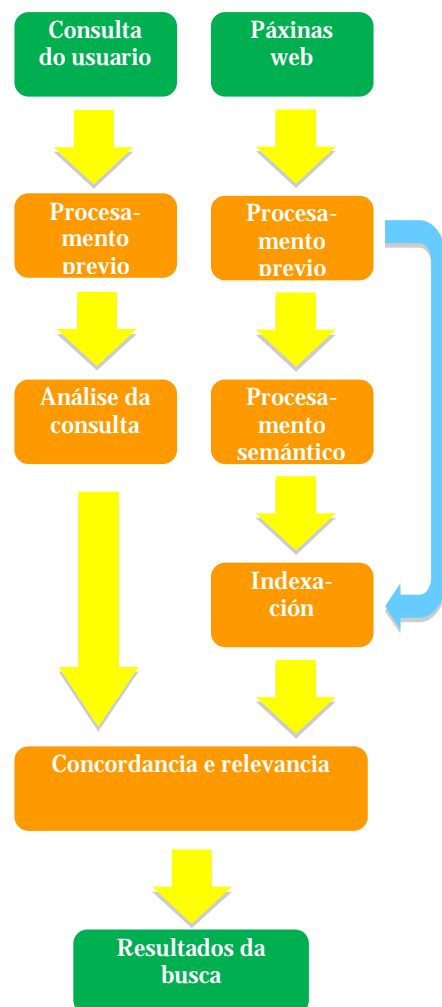 Consulta
do usuario
Páxinas
web
Procesa-
mento
previo
Procesa-
mento
previo
Análise da
consulta
Procesa-
mento
semántico
Indexa-
ción
Concordancia e relevancia
Resultados da
busca